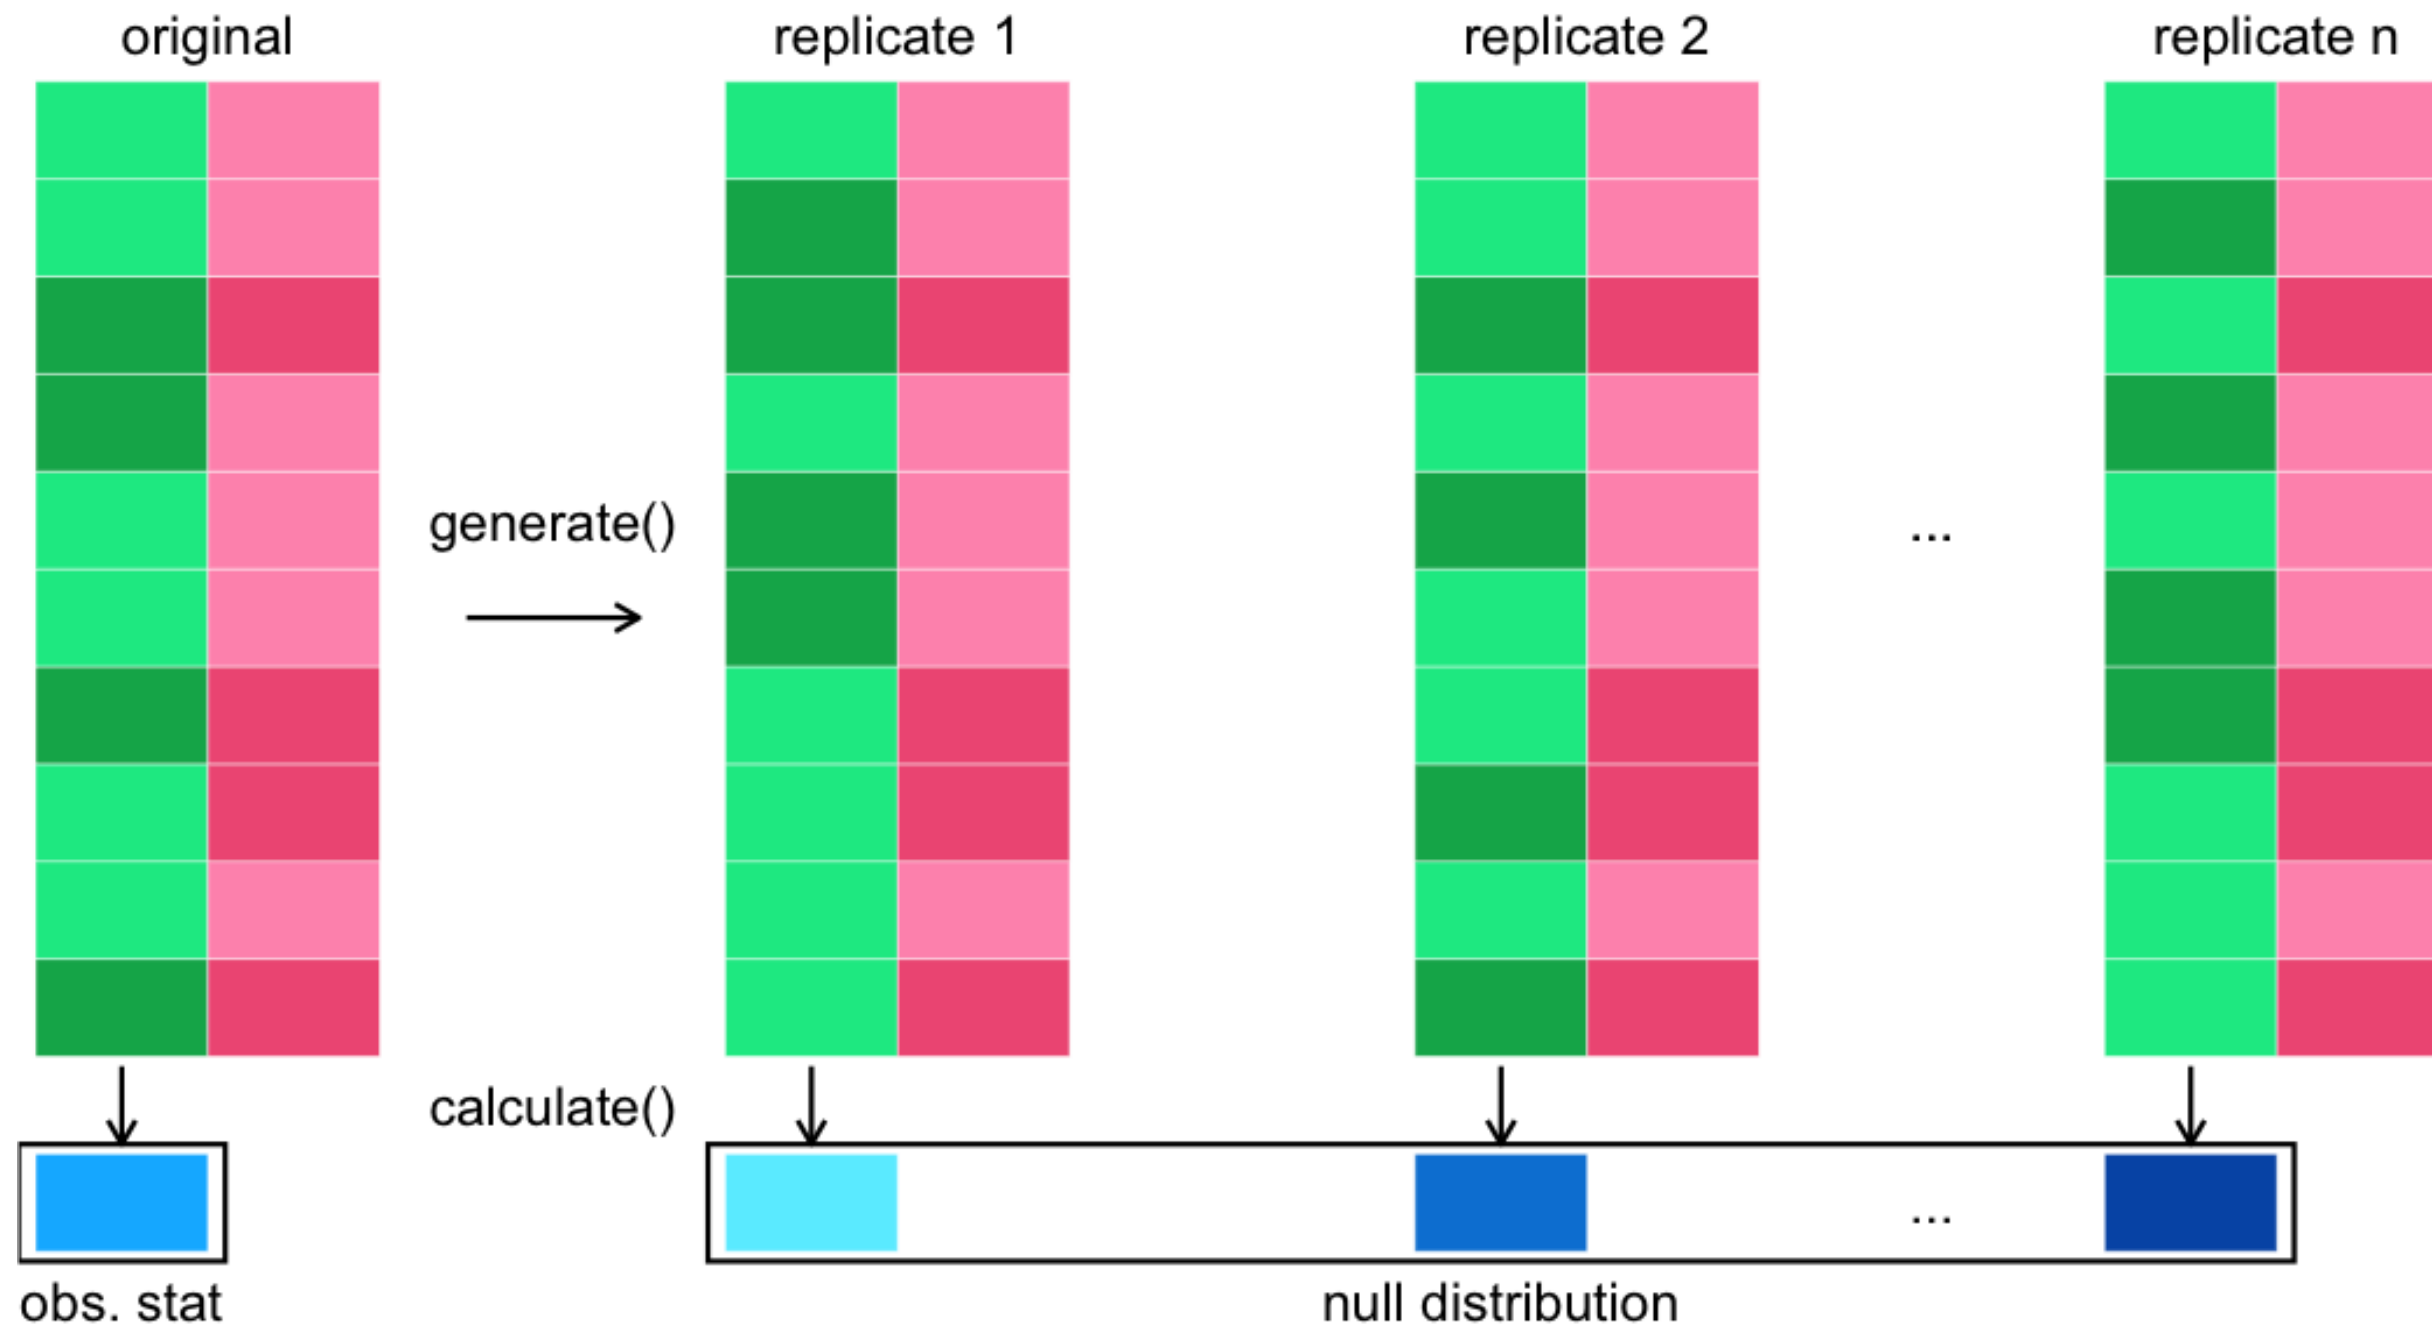 original
replicate 1
replicate 2
replicate n
generate()
...
calculate()
...
obs. stat
null distribution